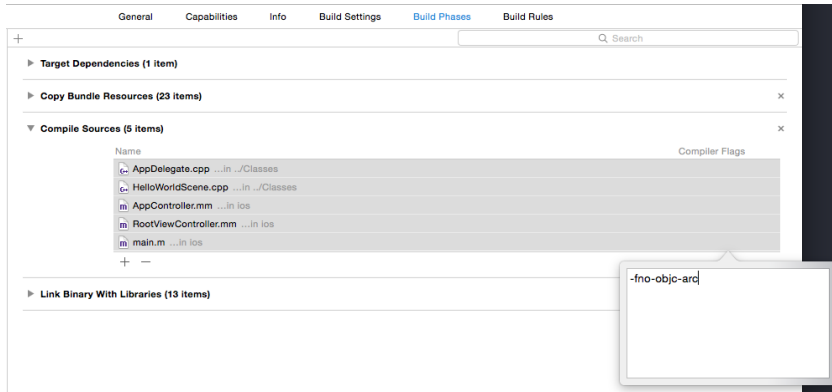 General Capabilities Info Build Settings Build Phases Build Rules
+ Search
Target Dependencies (1 item)
Copy Bundle Resources (23 items) ×
Compile Sources (5 items) ×
Name Compiler Flags
C++ AppDelegate.cpp ...in ../Classes
C++ HelloWorldScene.cpp ...in ../Classes
m AppController.mm ...in ios
m RootViewController.mm ...in ios
m main.m ...in ios
+ −
-fno-objc-arc
Link Binary With Libraries (13 items)